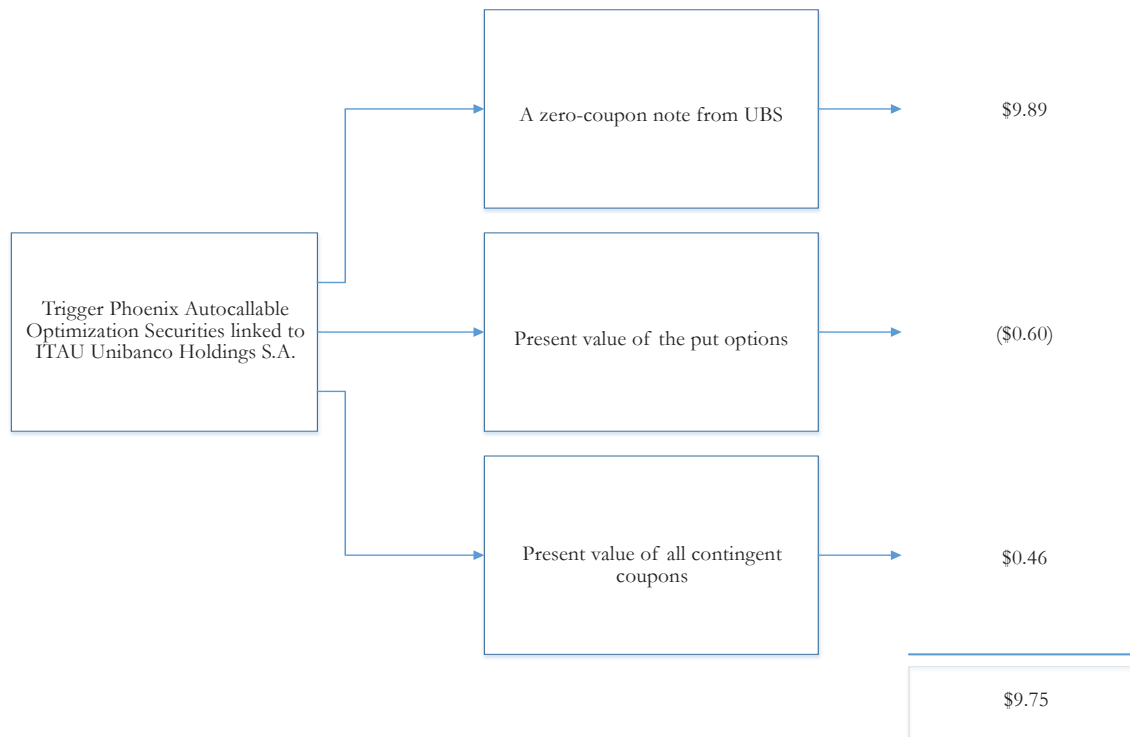 A zero-coupon note from UBS
$9.89
Trigger Phoenix Autocallable
Optimization Securities linked to
ITAU Unibanco Holdings S.A.
Present value of the put options
($0.60)
Present value of all contingent
coupons
$0.46
$9.75